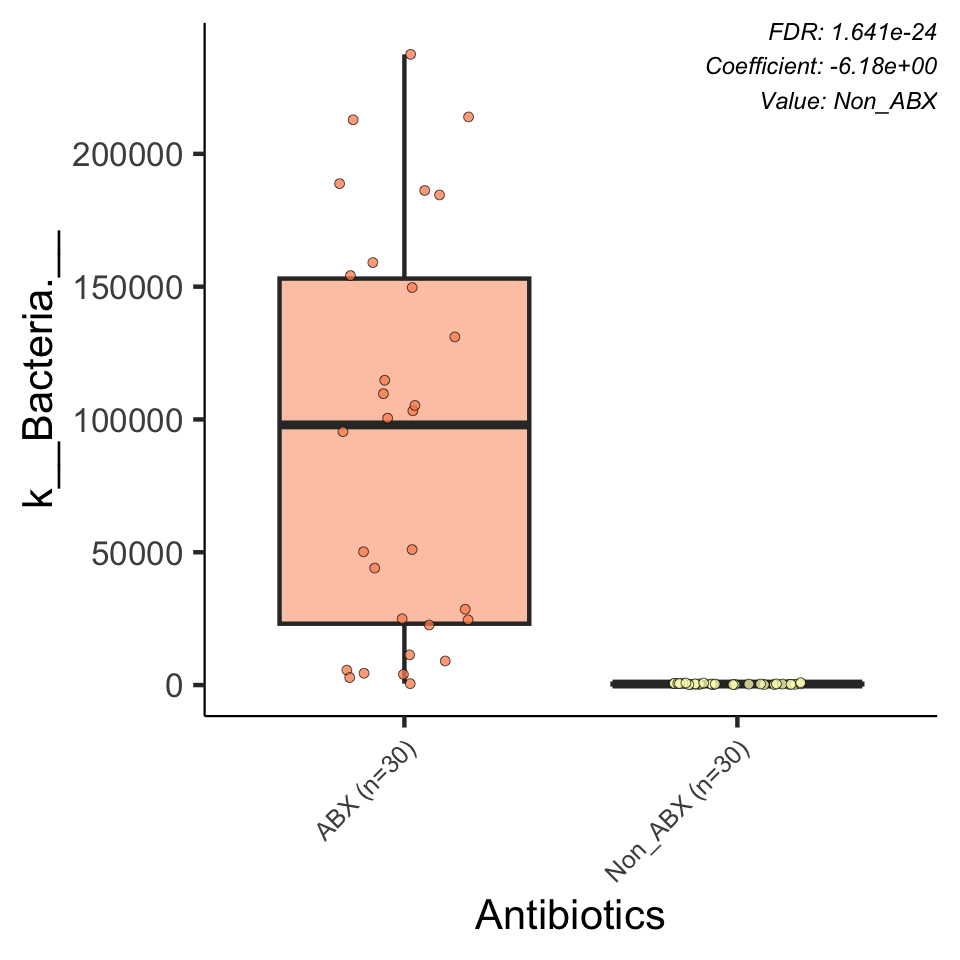 FDR: 1.641e-24
Coefficient: -6.18e+00
Value: Non_ABX
k__Bacteria.__
200000
150000
100000
50000
0
ABX (n=30)
Non_ABX (n=30)
Antibiotics